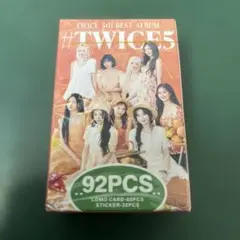 TWICE 5th BEST ALBUM
#TWICE5
92PCS
LOMO CARD-60PCS
STICKER-32PCS